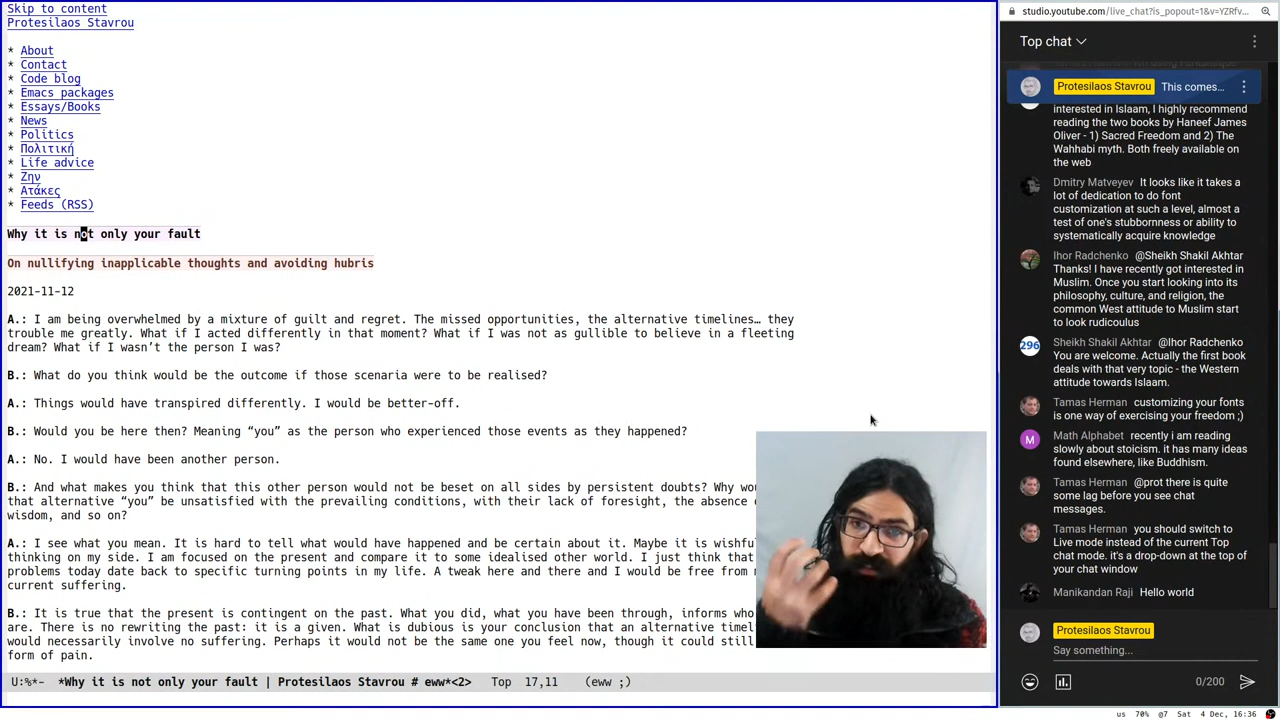 Skip to content
Protesilaos Stavrou
* About
* Contact
* Code blog
* Emacs packages
* Essays/Books
* News
* Politics
* Πολιτική
* Life advice
* Ζην
* Ατάκες
* Feeds (RSS)
Why it is not only your fault
On nullifying inapplicable thoughts and avoiding hubris
2021-11-12
A.: I am being overwhelmed by a mixture of guilt and regret. The missed opportunities, the alternative timelines… they
trouble me greatly. What if I acted differently in that moment? What if I was not as gullible to believe in a fleeting
dream? What if I wasn’t the person I was?
B.: What do you think would be the outcome if those scenaria were to be realised?
A.: Things would have transpired differently. I would be better-off.
B.: Would you be here then? Meaning “you” as the person who experienced those events as they happened?
A.: No. I would have been another person.
B.: And what makes you think that this other person would not be beset on all sides by persistent doubts? Why wo
that alternative “you” be unsatisfied with the prevailing conditions, with their lack of foresight, the absence
wisdom, and so on?
A.: I see what you mean. It is hard to tell what would have happened and be certain about it. Maybe it is wishfu
thinking on my side. I am focused on the present and compare it to some idealised other world. I just think that
problems today date back to specific turning points in my life. A tweak here and there and I would be free from
current suffering.
B.: It is true that the present is contingent on the past. What you did, what you have been through, informs who
are. There is no rewriting the past: it is a given. What is dubious is your conclusion that an alternative timel
would necessarily involve no suffering. Perhaps it would not be the same one you feel now, though it could still
form of pain.
U:%*- *Why it is not only your fault | Protesilaos Stavrou # eww*<2> Top 17,11 (eww ;)
studio.youtube.com/live_chat?is_popout=1&v=YZRfv...
Top chat
Protesilaos Stavrou This comes...
interested in Islaam, I highly recommend
reading the two books by Haneef James
Oliver - 1) Sacred Freedom and 2) The
Wahhabi myth. Both freely available on
the web
Dmitry Matveyev It looks like it takes a
lot of dedication to do font
customization at such a level, almost a
test of one's stubbornness or ability to
systematically acquire knowledge
Ihor Radchenko @Sheikh Shakil Akhtar
Thanks! I have recently got interested in
Muslim. Once you start looking into its
philosophy, culture, and religion, the
common West attitude to Muslim start
to look rudicoulus
296 Sheikh Shakil Akhtar @Ihor Radchenko
You are welcome. Actually the first book
deals with that very topic - the Western
attitude towards Islaam.
Tamas Herman customizing your fonts
is one way of exercising your freedom ;)
M Math Alphabet recently i am reading
slowly about stoicism. it has many ideas
found elsewhere, like Buddhism.
Tamas Herman @prot there is quite
some lag before you see chat
messages.
Tamas Herman you should switch to
Live mode instead of the current Top
chat mode. it's a drop-down at the top of
your chat window
Manikandan Raji Hello world
Protesilaos Stavrou
Say something...
0/200
us 70% @7 Sat 4 Dec, 16:36